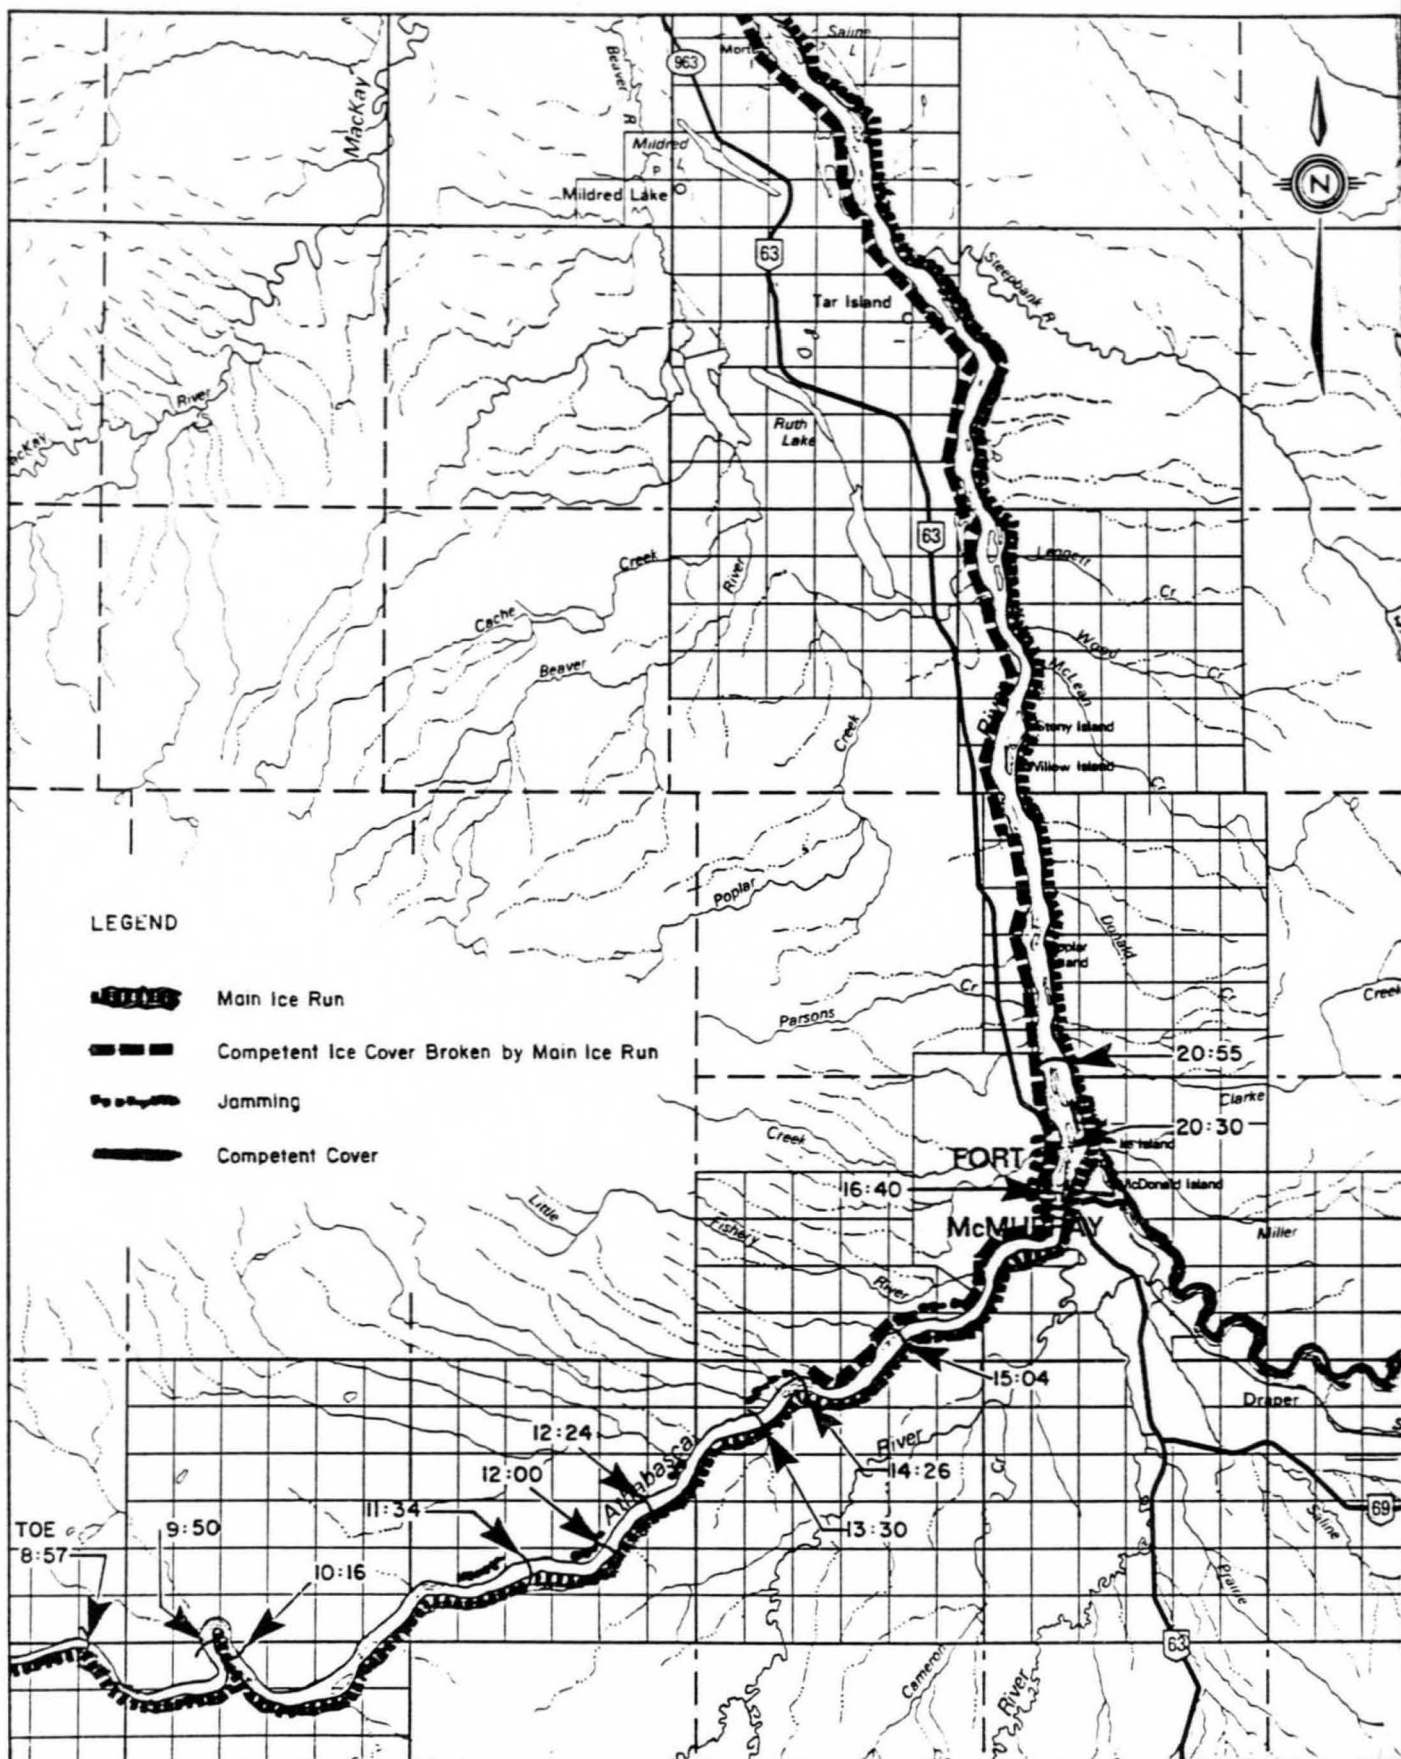 Saline
L
Beaver R
963
MacKay
Mildred
L
P
Mildred Lake
N
63
Steepbank R
Tar Island
River
Ruth
Lake
63
Creek
River
Leggett
Cr
Cache
Beaver
Wood
Cr
McLean
River
Creek
Stony Island
Willow Island
Cr
Poplar
LEGEND
Donald
Main Ice Run
Cr
Cr
Creek
Parsons
Competent Ice Cover Broken by Main Ice Run
20:55
Jamming
Clarke
Creek
20:30
Competent Cover
FORT
16:40
McDonald Island
Little
Fishery
McMURRAY
Miller
River
15:04
Draper
12:24
Athabasca
River
14:26
12:00
Cr
11:34
13:30
69
Saline
TOE
9:50
8:57
10:16
Prairie
63
Cameron
River